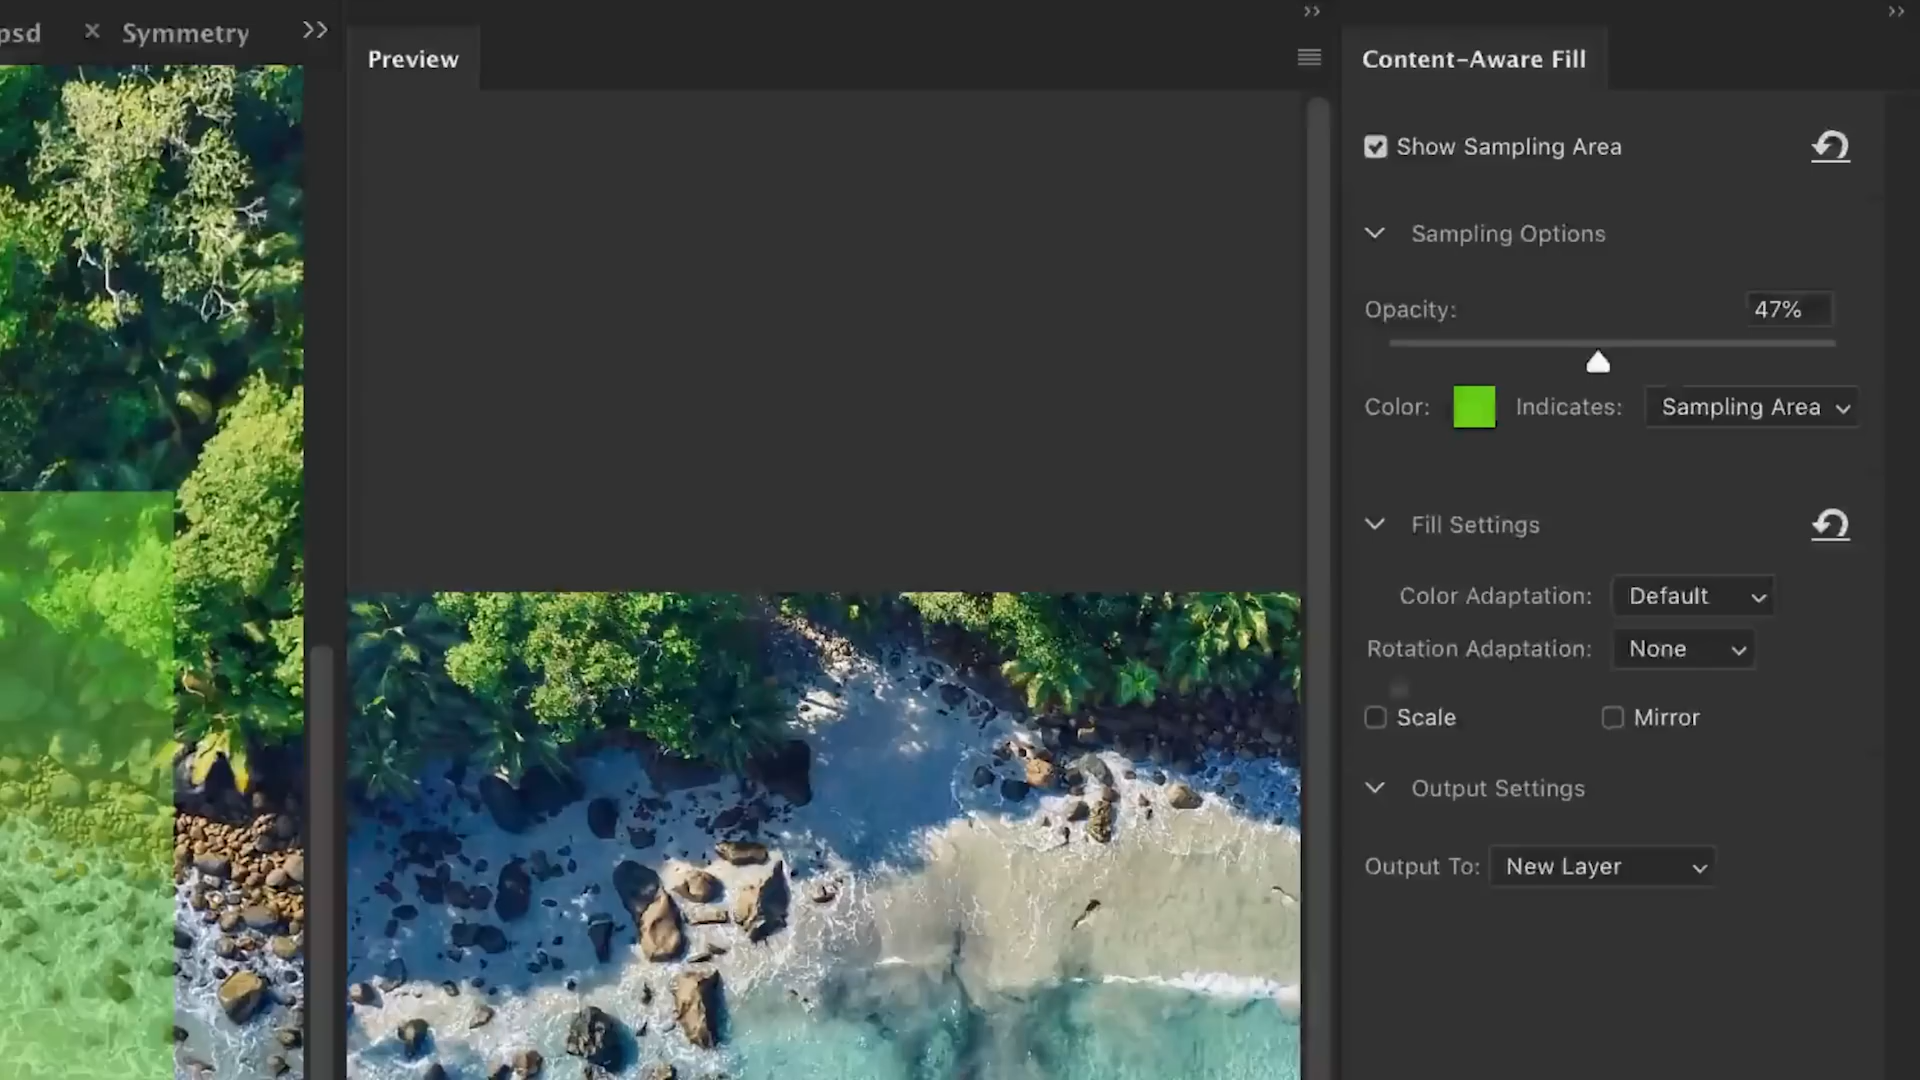 psd × Symmetry >>
Preview
Content-Aware Fill
Show Sampling Area
Sampling Options
Opacity: 47%
Color: Indicates: Sampling Area
Fill Settings
Color Adaptation: Default
Rotation Adaptation: None
Scale Mirror
Output Settings
Output To: New Layer